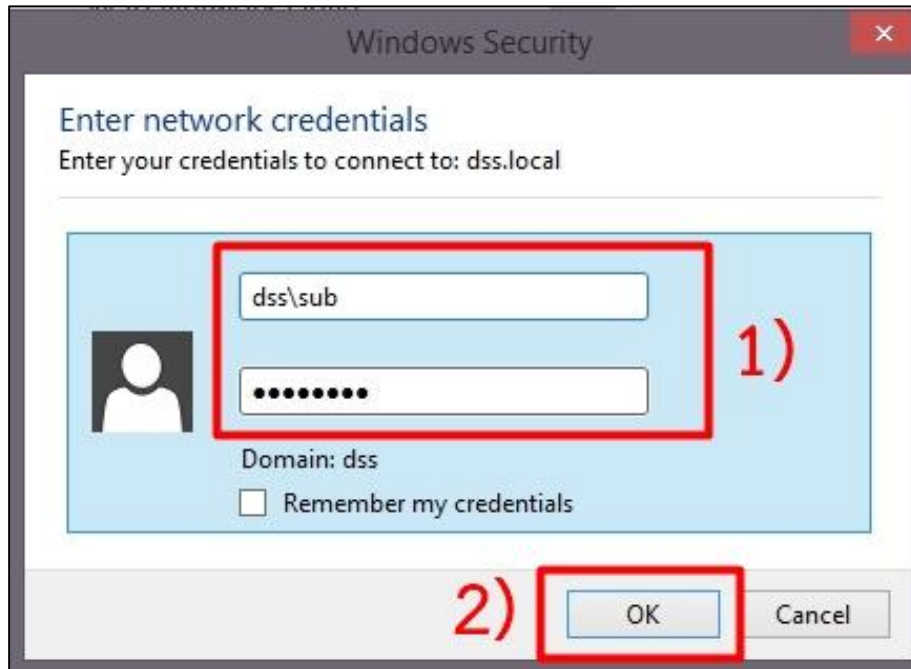 Windows Security
Enter network credentials
Enter your credentials to connect to: dss.local
dss\sub
••••••••
1)
Domain: dss
Remember my credentials
2)
OK
Cancel